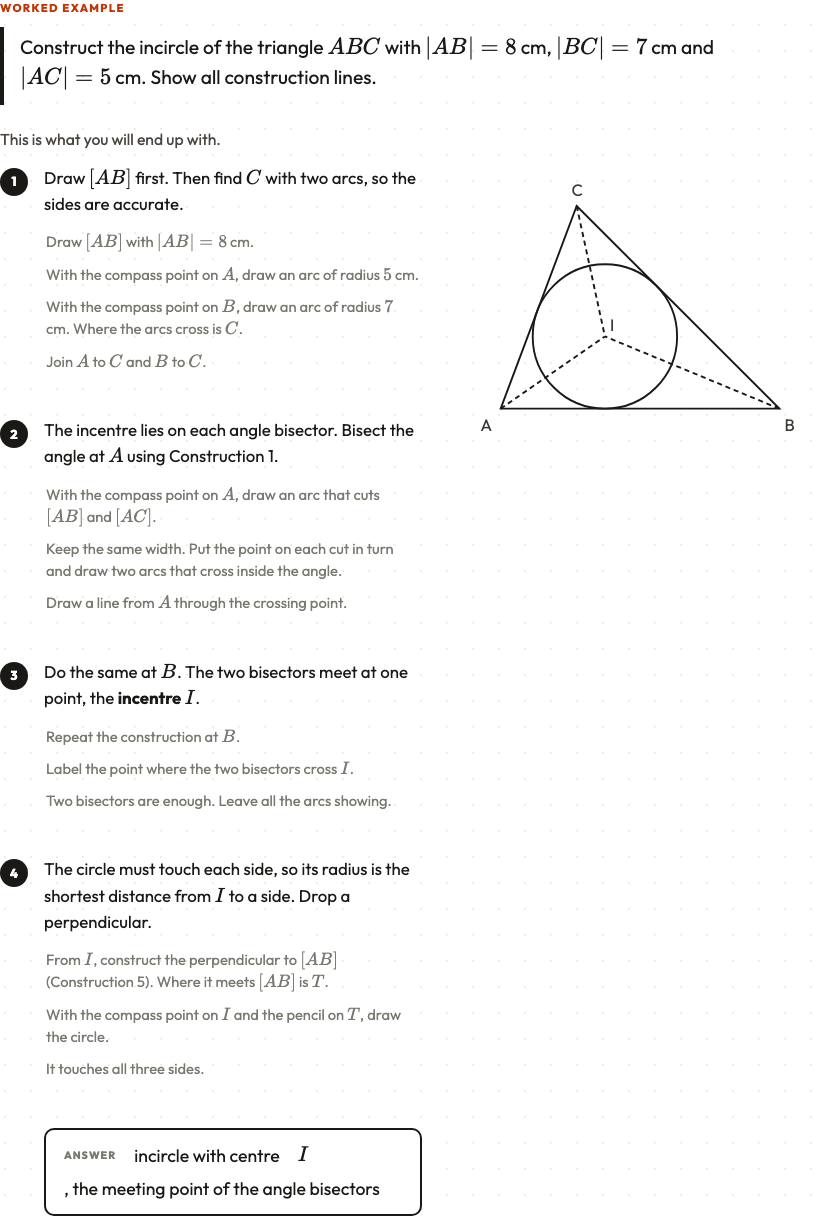 WORKED EXAMPLE
Construct the incircle of the triangle ABC with |AB| = 8 cm, |BC| = 7 cm and
|AC| = 5 cm. Show all construction lines.
This is what you will end up with.
1 Draw [AB] first. Then find C with two arcs, so the
sides are accurate.
Draw [AB] with |AB| = 8 cm.
With the compass point on A, draw an arc of radius 5 cm.
With the compass point on B, draw an arc of radius 7
cm. Where the arcs cross is C.
Join A to C and B to C.
2 The incentre lies on each angle bisector. Bisect the
angle at A using Construction 1.
With the compass point on A, draw an arc that cuts
[AB] and [AC].
Keep the same width. Put the point on each cut in turn
and draw two arcs that cross inside the angle.
Draw a line from A through the crossing point.
3 Do the same at B. The two bisectors meet at one
point, the incentre I.
Repeat the construction at B.
Label the point where the two bisectors cross I.
Two bisectors are enough. Leave all the arcs showing.
4 The circle must touch each side, so its radius is the
shortest distance from I to a side. Drop a
perpendicular.
From I, construct the perpendicular to [AB]
(Construction 5). Where it meets [AB] is T.
With the compass point on I and the pencil on T, draw
the circle.
It touches all three sides.
ANSWER incircle with centre I
, the meeting point of the angle bisectors
C
I
A
B